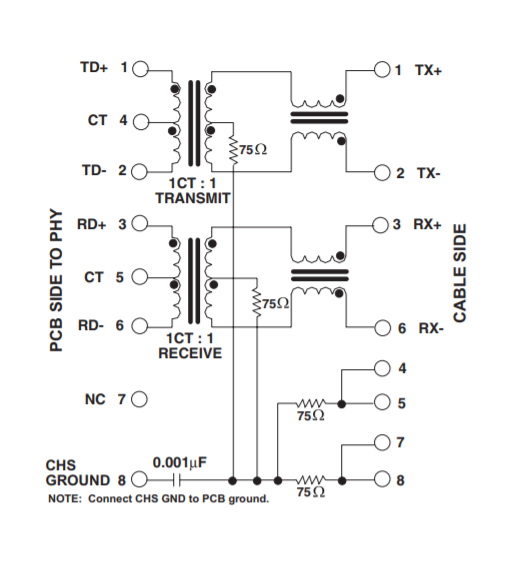 TD+ 1
1 TX+
CT 4
75Ω
TD- 2
2 TX-
1CT : 1
TRANSMIT
PCB SIDE TO PHY
RD+ 3
3 RX+
CABLE SIDE
CT 5
75Ω
RD- 6
6 RX-
1CT : 1
RECEIVE
4
NC 7
5
75Ω
7
CHS
GROUND 8
0.001µF
8
75Ω
NOTE: Connect CHS GND to PCB ground.